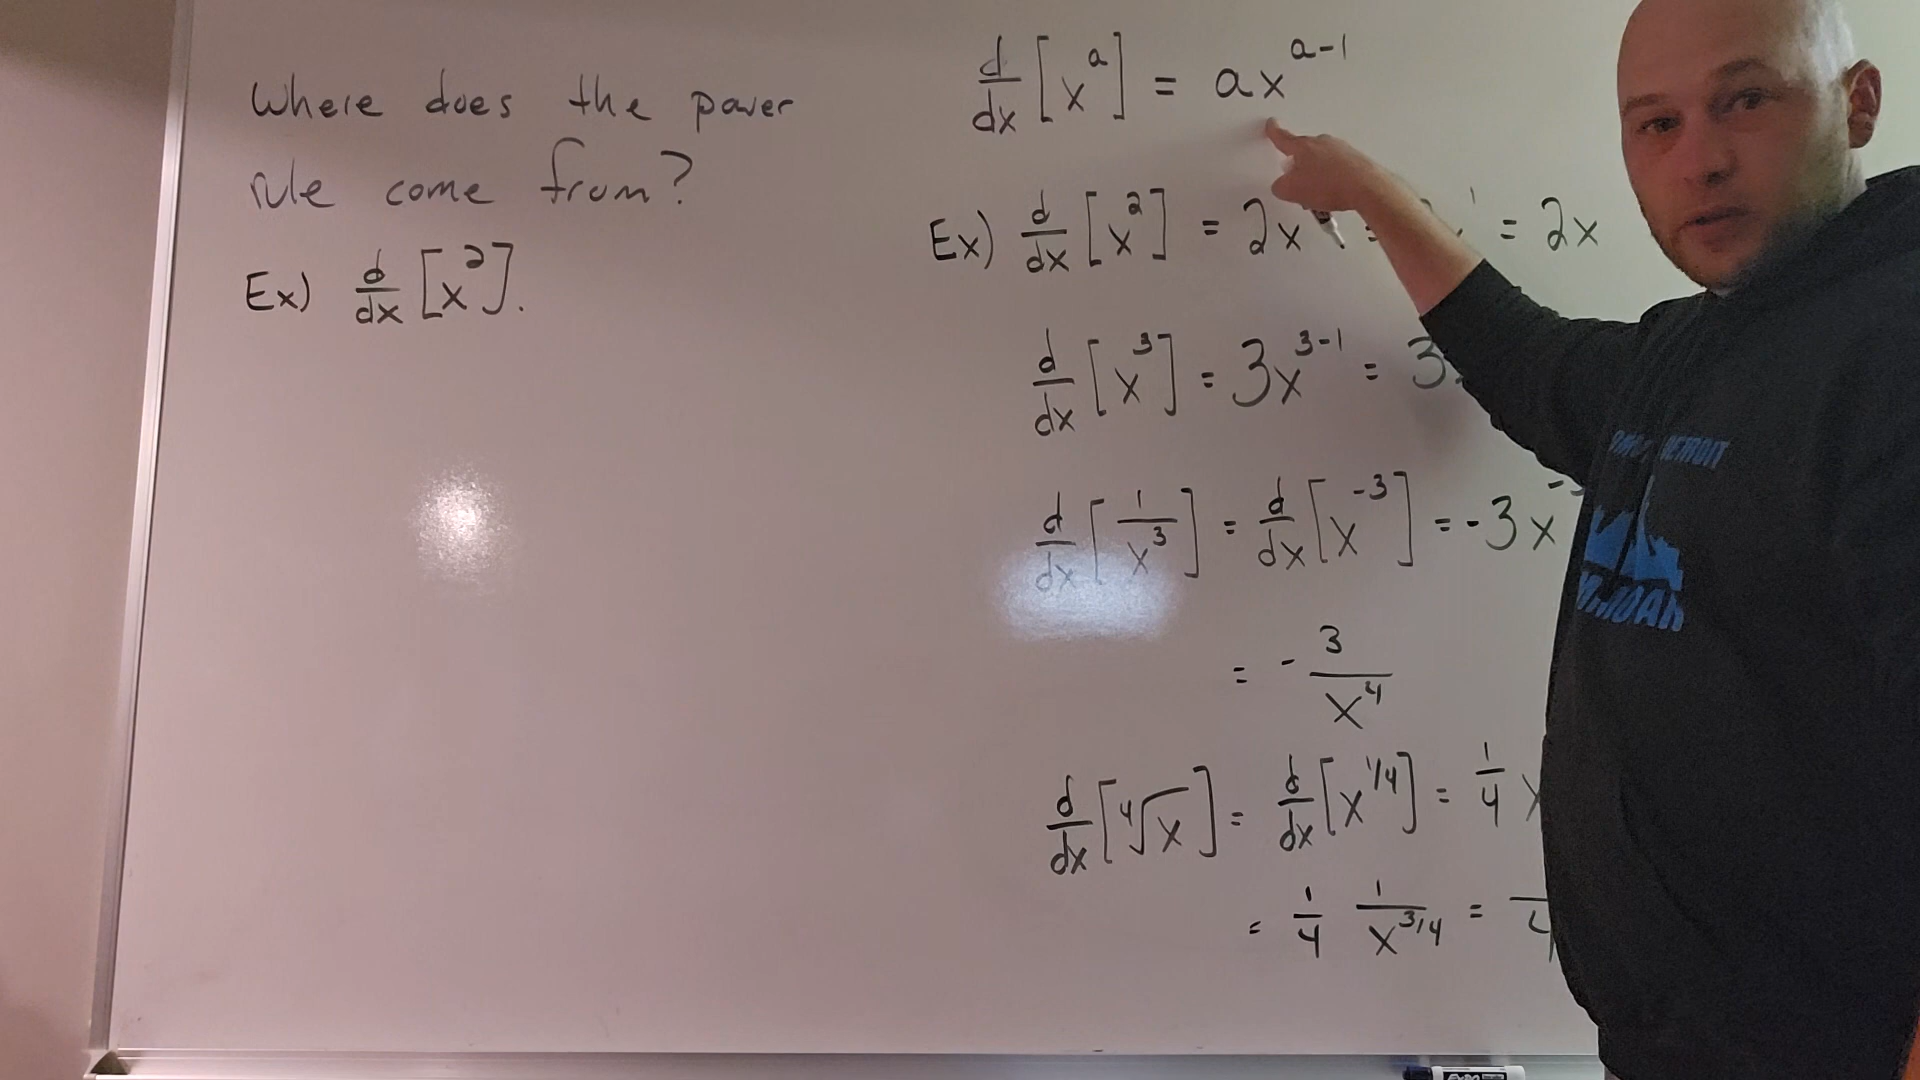 Where does the power
rule come from?
Ex) d/dx [x^2].
d/dx [x^a] = ax^{a-1}
Ex) d/dx [x^2] = 2x = = 2x
d/dx [x^3] = 3x^{3-1} = 3
d/dx [1/x^3] = d/dx [x^{-3}] = -3x
= - 3/x^4
d/dx [∜x] = d/dx [x^{1/4}] = 1/4 x
= 1/4 1/x^{3/4} =
DETROIT